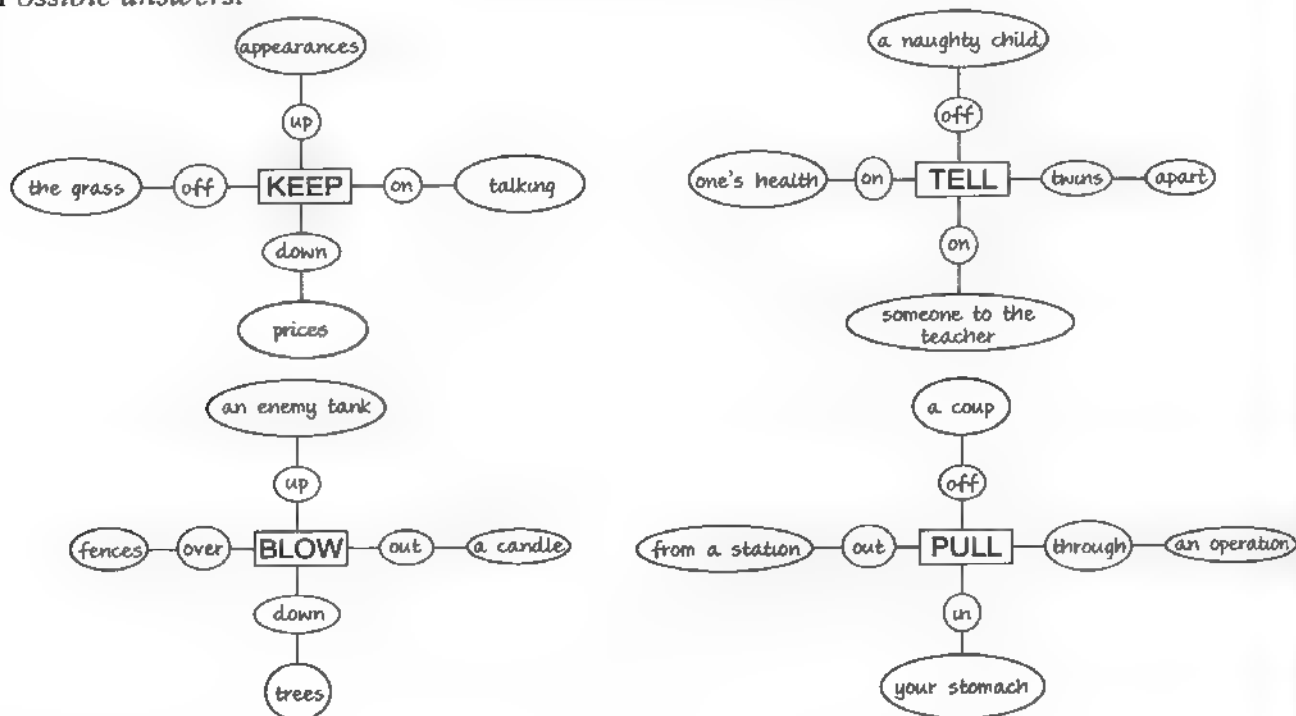 Possible answers:
appearances
up
the grass off KEEP on talking
down
prices
a naughty child
off
one's health on TELL twins apart
on
someone to the
teacher
an enemy tank
up
fences over BLOW out a candle
down
trees
a coup
off
from a station out PULL through an operation
in
your stomach